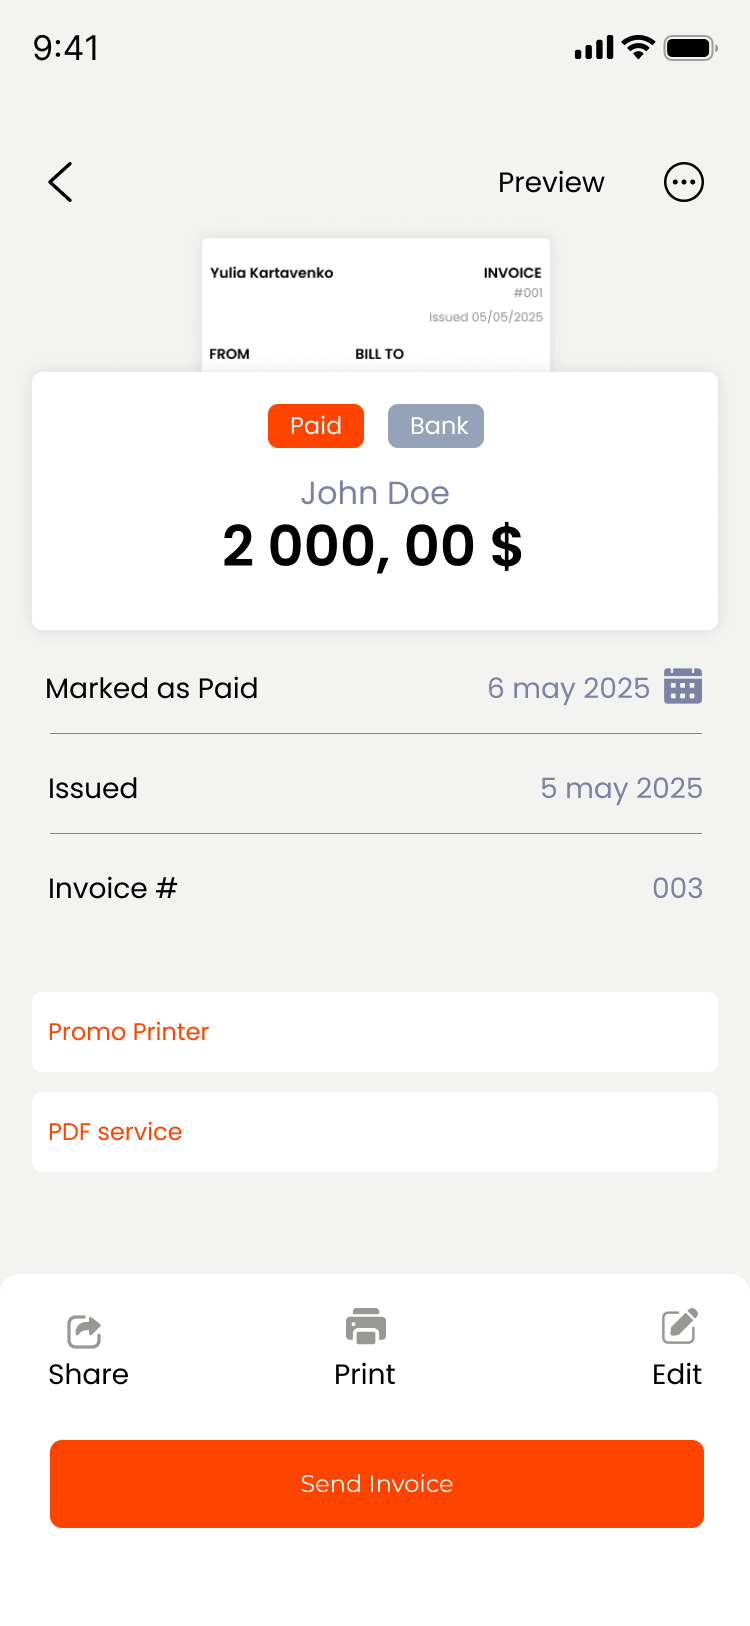 9:41
Preview
Yulia Kartavenko INVOICE
#001
Issued 05/05/2025
FROM BILL TO
Paid Bank
John Doe
2 000, 00 $
Marked as Paid 6 may 2025
Issued 5 may 2025
Invoice # 003
Promo Printer
PDF service
Share Print Edit
Send Invoice